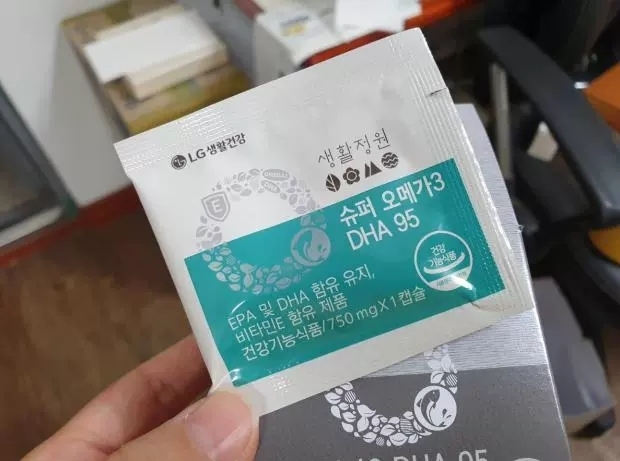 LG 생활건강
생활정원
슈퍼 오메가3
DHA 95
건강
기능식품
E
EPA 및 DHA 함유 유지,
비타민E 함유 제품
건강기능식품/750 mg X 1캡슐
DHA 95